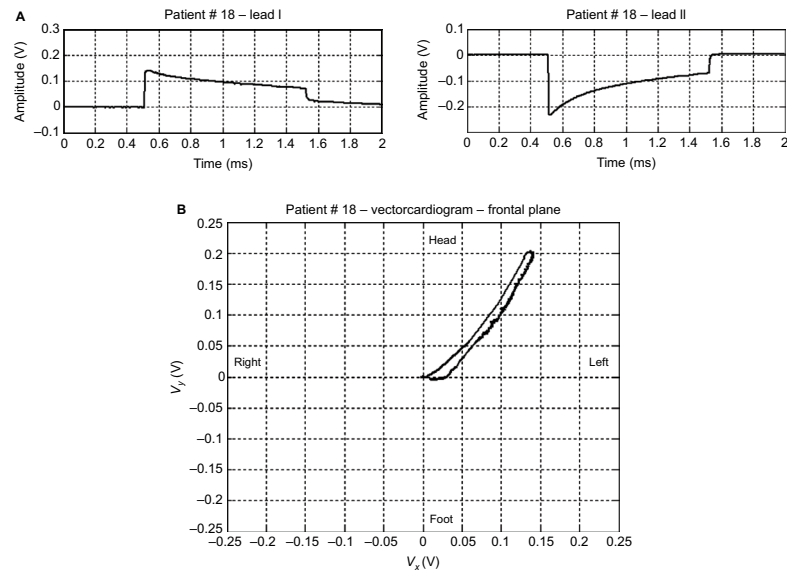 A
Patient # 18 – lead I
Amplitude (V)
0.3
0.2
0.1
0
–0.1
0 0.2 0.4 0.6 0.8 1 1.2 1.4 1.6 1.8 2
Time (ms)
Patient # 18 – lead II
Amplitude (V)
0.1
0
–0.1
–0.2
0 0.2 0.4 0.6 0.8 1 1.2 1.4 1.6 1.8 2
Time (ms)
B
Patient # 18 – vectorcardiogram – frontal plane
Vy (V)
0.25
0.2
0.15
0.1
0.05
0
–0.05
–0.1
–0.15
–0.2
–0.25
Head
Right
Left
Foot
–0.25 –0.2 –0.15 –0.1 –0.05 0 0.05 0.1 0.15 0.2 0.25
Vx (V)